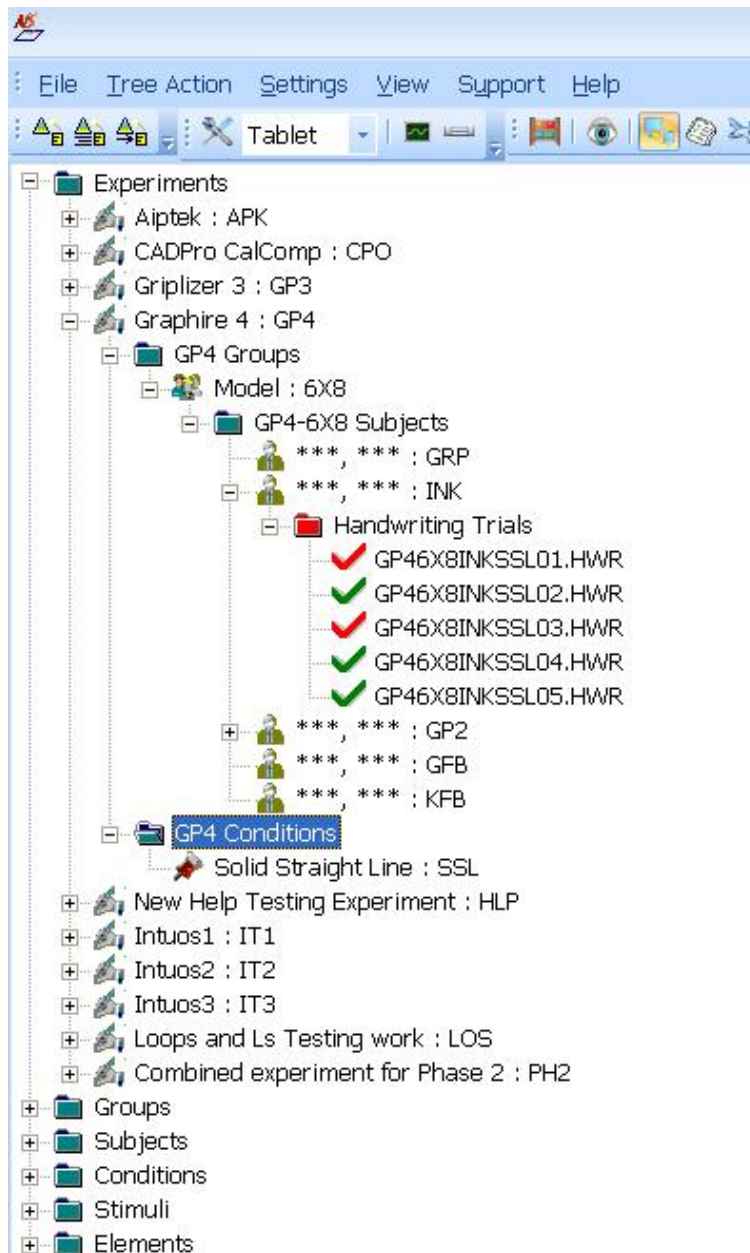 NS
File Tree Action Settings View Support Help
Tablet
Experiments
Aiptek : APK
CADPro CalComp : CPO
Griplizer 3 : GP3
Graphire 4 : GP4
GP4 Groups
Model : 6X8
GP4-6X8 Subjects
***, *** : GRP
***, *** : INK
Handwriting Trials
GP46X8INKSSL01.HWR
GP46X8INKSSL02.HWR
GP46X8INKSSL03.HWR
GP46X8INKSSL04.HWR
GP46X8INKSSL05.HWR
***, *** : GP2
***, *** : GFB
***, *** : KFB
GP4 Conditions
Solid Straight Line : SSL
New Help Testing Experiment : HLP
Intuos1 : IT1
Intuos2 : IT2
Intuos3 : IT3
Loops and Ls Testing work : LOS
Combined experiment for Phase 2 : PH2
Groups
Subjects
Conditions
Stimuli
Elements